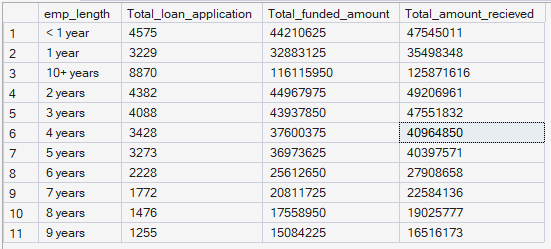 emp_length Total_loan_application Total_funded_amount Total_amount_recieved
1 < 1 year 4575 44210625 47545011
2 1 year 3229 32883125 35498348
3 10+ years 8870 116115950 125871616
4 2 years 4382 44967975 49206961
5 3 years 4088 43937850 47551832
6 4 years 3428 37600375 40964850
7 5 years 3273 36973625 40397571
8 6 years 2228 25612650 27908658
9 7 years 1772 20811725 22584136
10 8 years 1476 17558950 19025777
11 9 years 1255 15084225 16516173